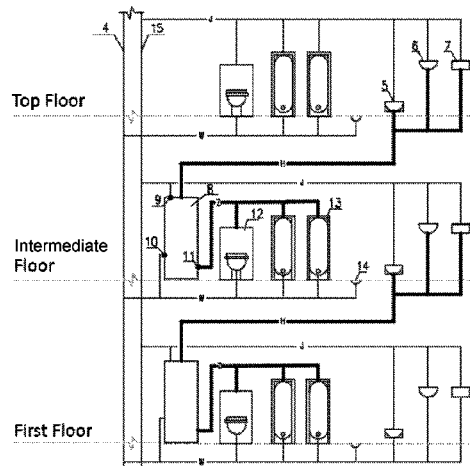 4 15 J
6 7
5
Top Floor
W
H
J
9 8 13
12
10
Intermediate
Floor
11 14
W
H
J
First Floor
W